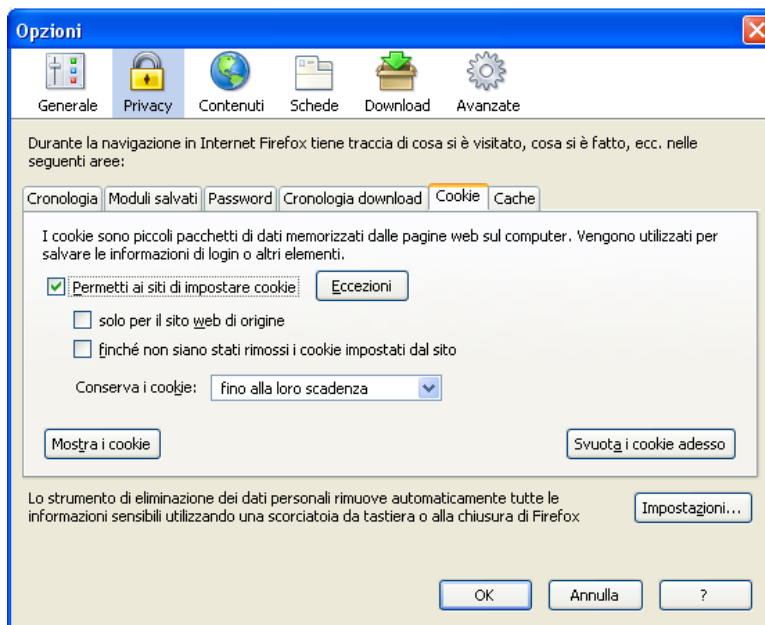 Opzioni
Generale Privacy Contenuti Schede Download Avanzate
Durante la navigazione in Internet Firefox tiene traccia di cosa si è visitato, cosa si è fatto, ecc. nelle
seguenti aree:
Cronologia Moduli salvati Password Cronologia download Cookie Cache
I cookie sono piccoli pacchetti di dati memorizzati dalle pagine web sul computer. Vengono utilizzati per
salvare le informazioni di login o altri elementi.
Permetti ai siti di impostare cookie Eccezioni
solo per il sito web di origine
finché non siano stati rimossi i cookie impostati dal sito
Conserva i cookie: fino alla loro scadenza
Mostra i cookie Svuota i cookie adesso
Lo strumento di eliminazione dei dati personali rimuove automaticamente tutte le
informazioni sensibili utilizzando una scorciatoia da tastiera o alla chiusura di Firefox
Impostazioni...
OK Annulla ?